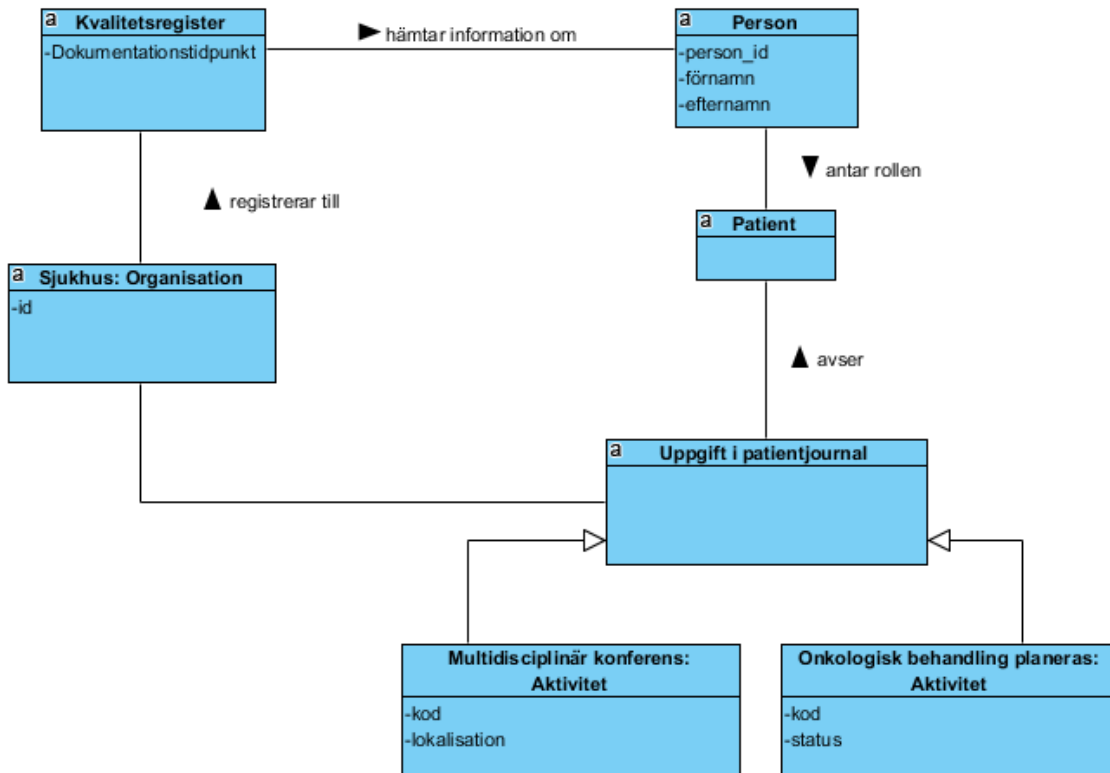 a Kvalitetsregister
-Dokumentationstidpunkt
hämtar information om
a Person
-person_id
-förnamn
-efternamn
antar rollen
registrerar till
a Patient
a Sjukhus: Organisation
-id
avser
a Uppgift i patientjournal
Multidisciplinär konferens:
Aktivitet
-kod
-lokalisation
Onkologisk behandling planeras:
Aktivitet
-kod
-status